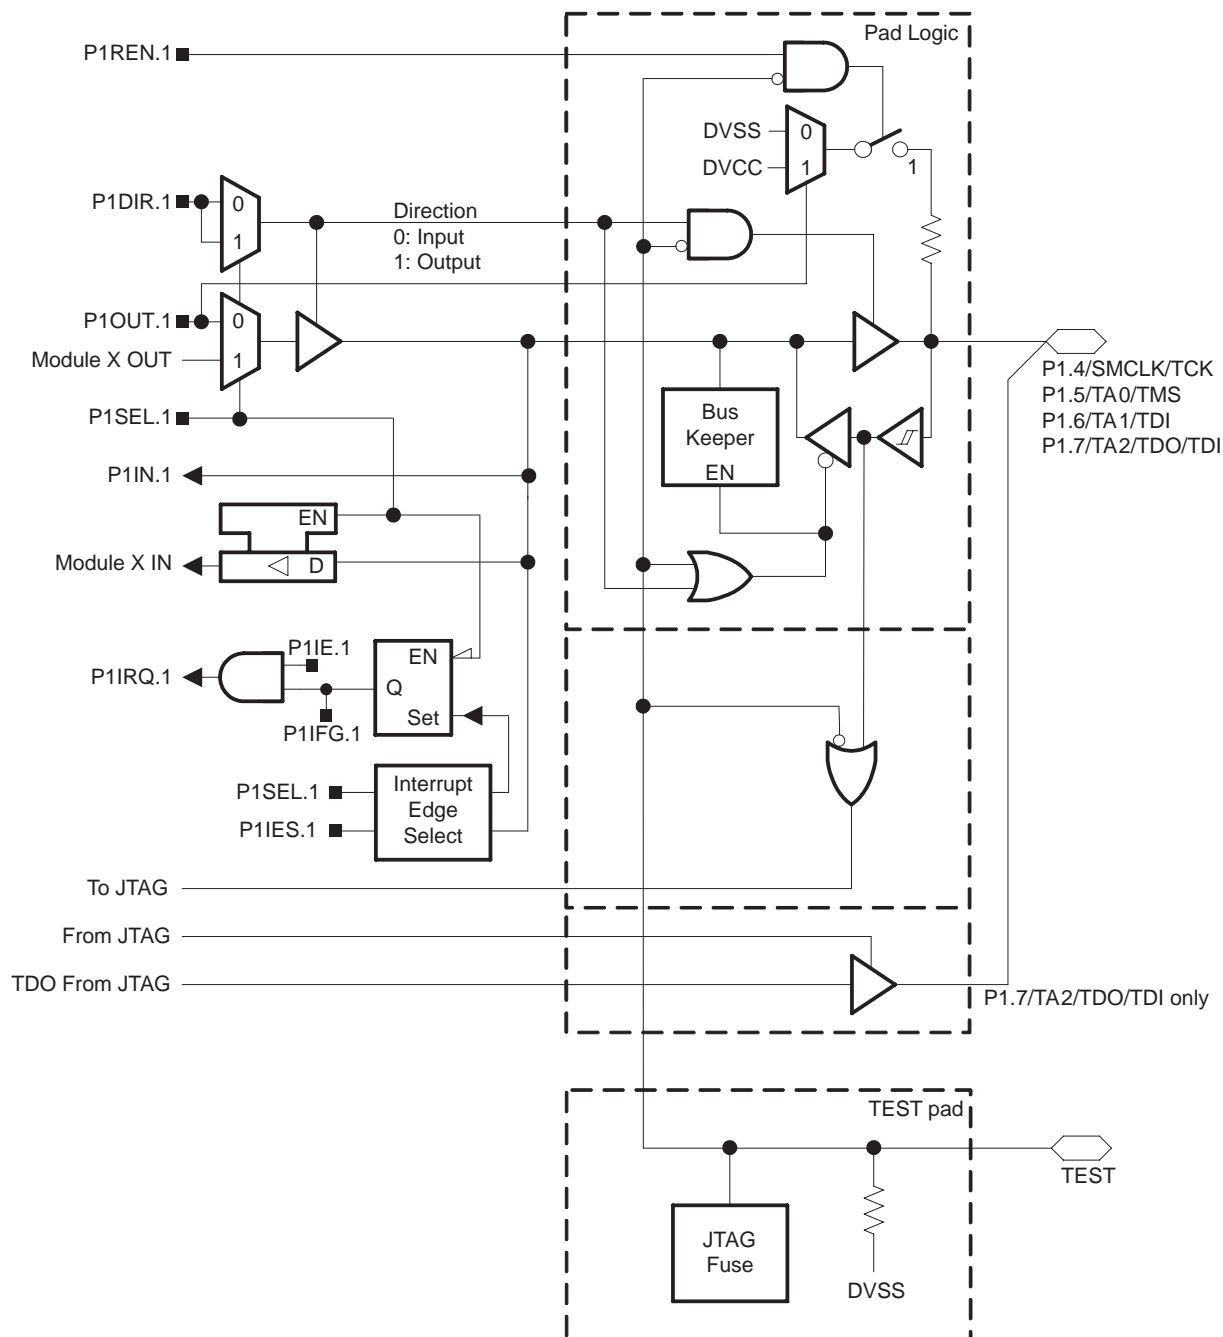 Pad Logic
P1REN.1
DVSS
0
DVCC
1
1
P1DIR.1
0
1
Direction
0: Input
1: Output
P1OUT.1
0
Module X OUT
1
P1SEL.1
P1.4/SMCLK/TCK
P1.5/TA0/TMS
P1.6/TA1/TDI
P1.7/TA2/TDO/TDI
Bus
Keeper
EN
P1IN.1
EN
Module X IN
D
P1IE.1
P1IRQ.1
EN
Q
Set
P1IFG.1
P1SEL.1
P1IES.1
Interrupt
Edge
Select
To JTAG
From JTAG
TDO From JTAG
P1.7/TA2/TDO/TDI only
TEST pad
TEST
JTAG
Fuse
DVSS